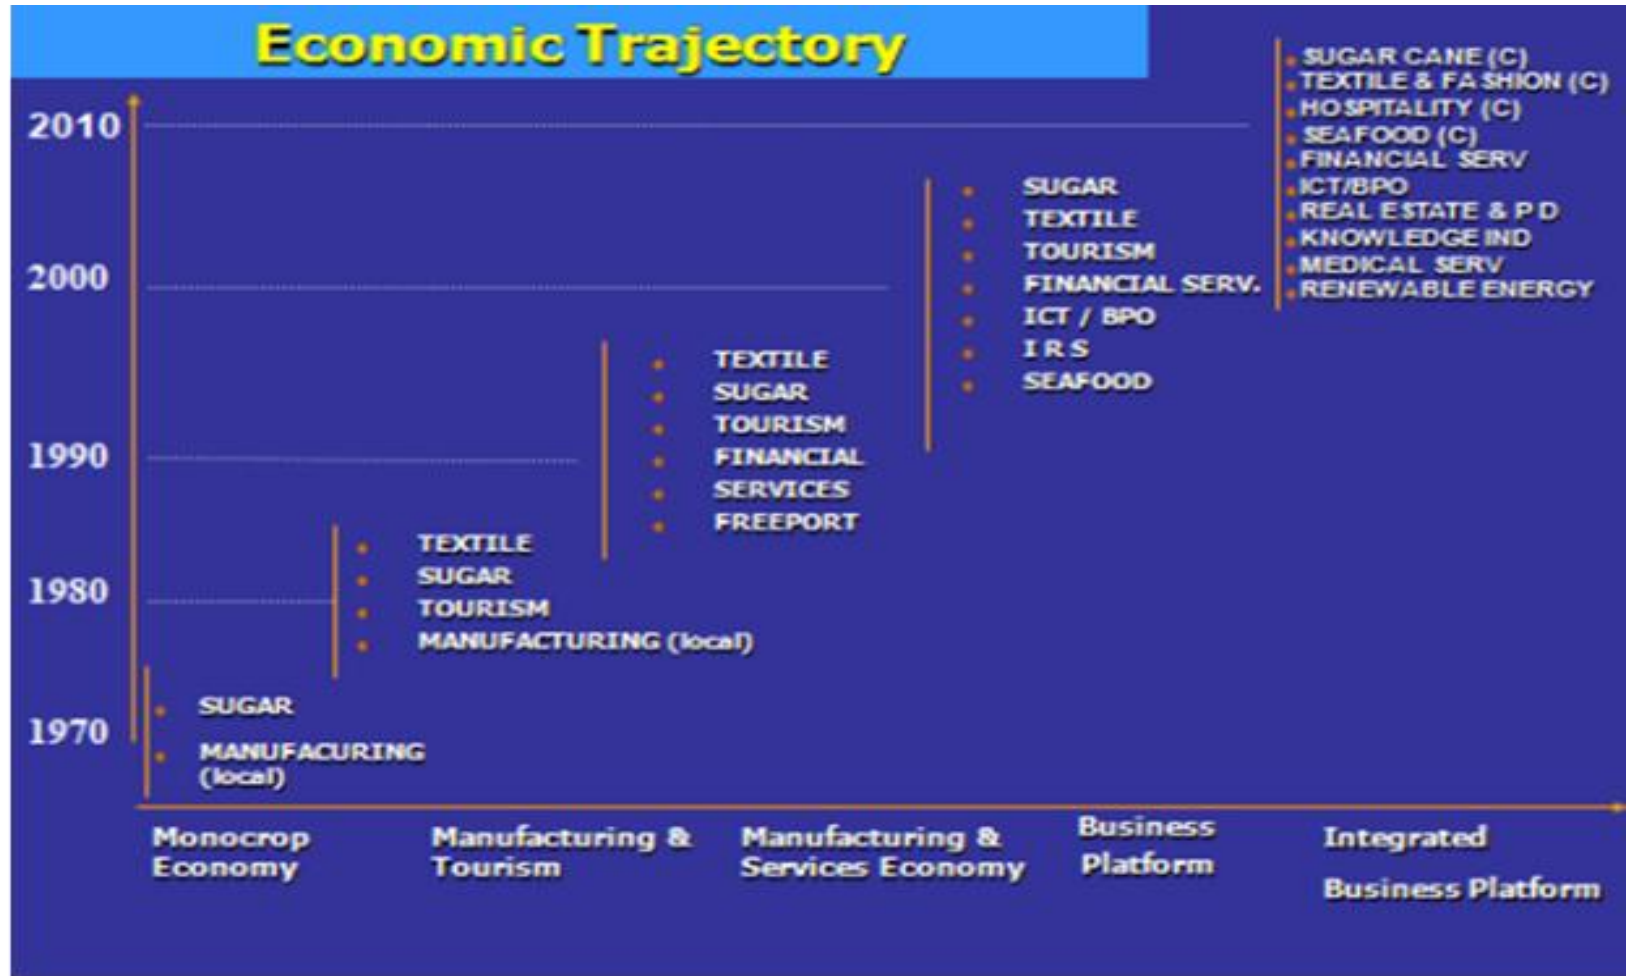 Economic Trajectory
2010
2000
1990
1980
1970
SUGAR
MANUFACURING
(local)
TEXTILE
SUGAR
TOURISM
MANUFACTURING (local)
TEXTILE
SUGAR
TOURISM
FINANCIAL
SERVICES
FREEPORT
SUGAR
TEXTILE
TOURISM
FINANCIAL SERV.
ICT / BPO
I R S
SEAFOOD
SUGAR CANE (C)
TEXTILE & FASHION (C)
HOSPITALITY (C)
SEAFOOD (C)
FINANCIAL SERV
ICT/BPO
REAL ESTATE & P D
KNOWLEDGE IND
MEDICAL SERV
RENEWABLE ENERGY
Monocrop
Economy
Manufacturing &
Tourism
Manufacturing &
Services Economy
Business
Platform
Integrated
Business Platform